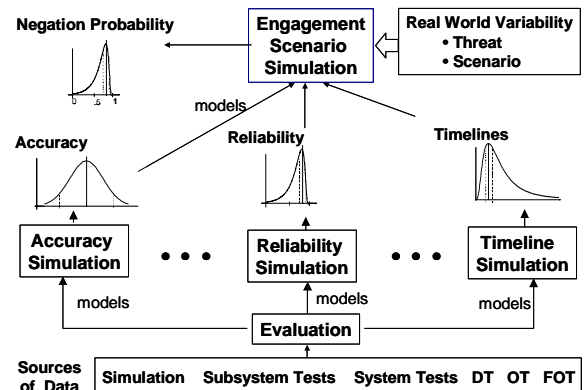 Negation Probability
Engagement
Scenario
Simulation
Real World Variability
• Threat
• Scenario
0 .5 1
models
Accuracy
Reliability
Timelines
Accuracy
Simulation
• • •
Reliability
Simulation
• • •
Timeline
Simulation
models
models
models
Evaluation
Sources
of Data
Simulation Subsystem Tests System Tests DT OT FOT